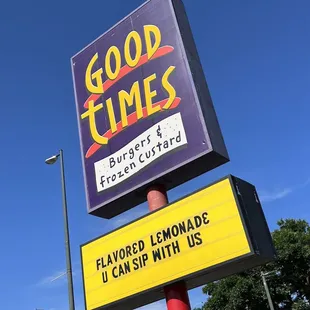 GOOD
TIMES
Burgers &
frozen Custard
FLAVORED LEMONADE
U CAN SIP WITH US